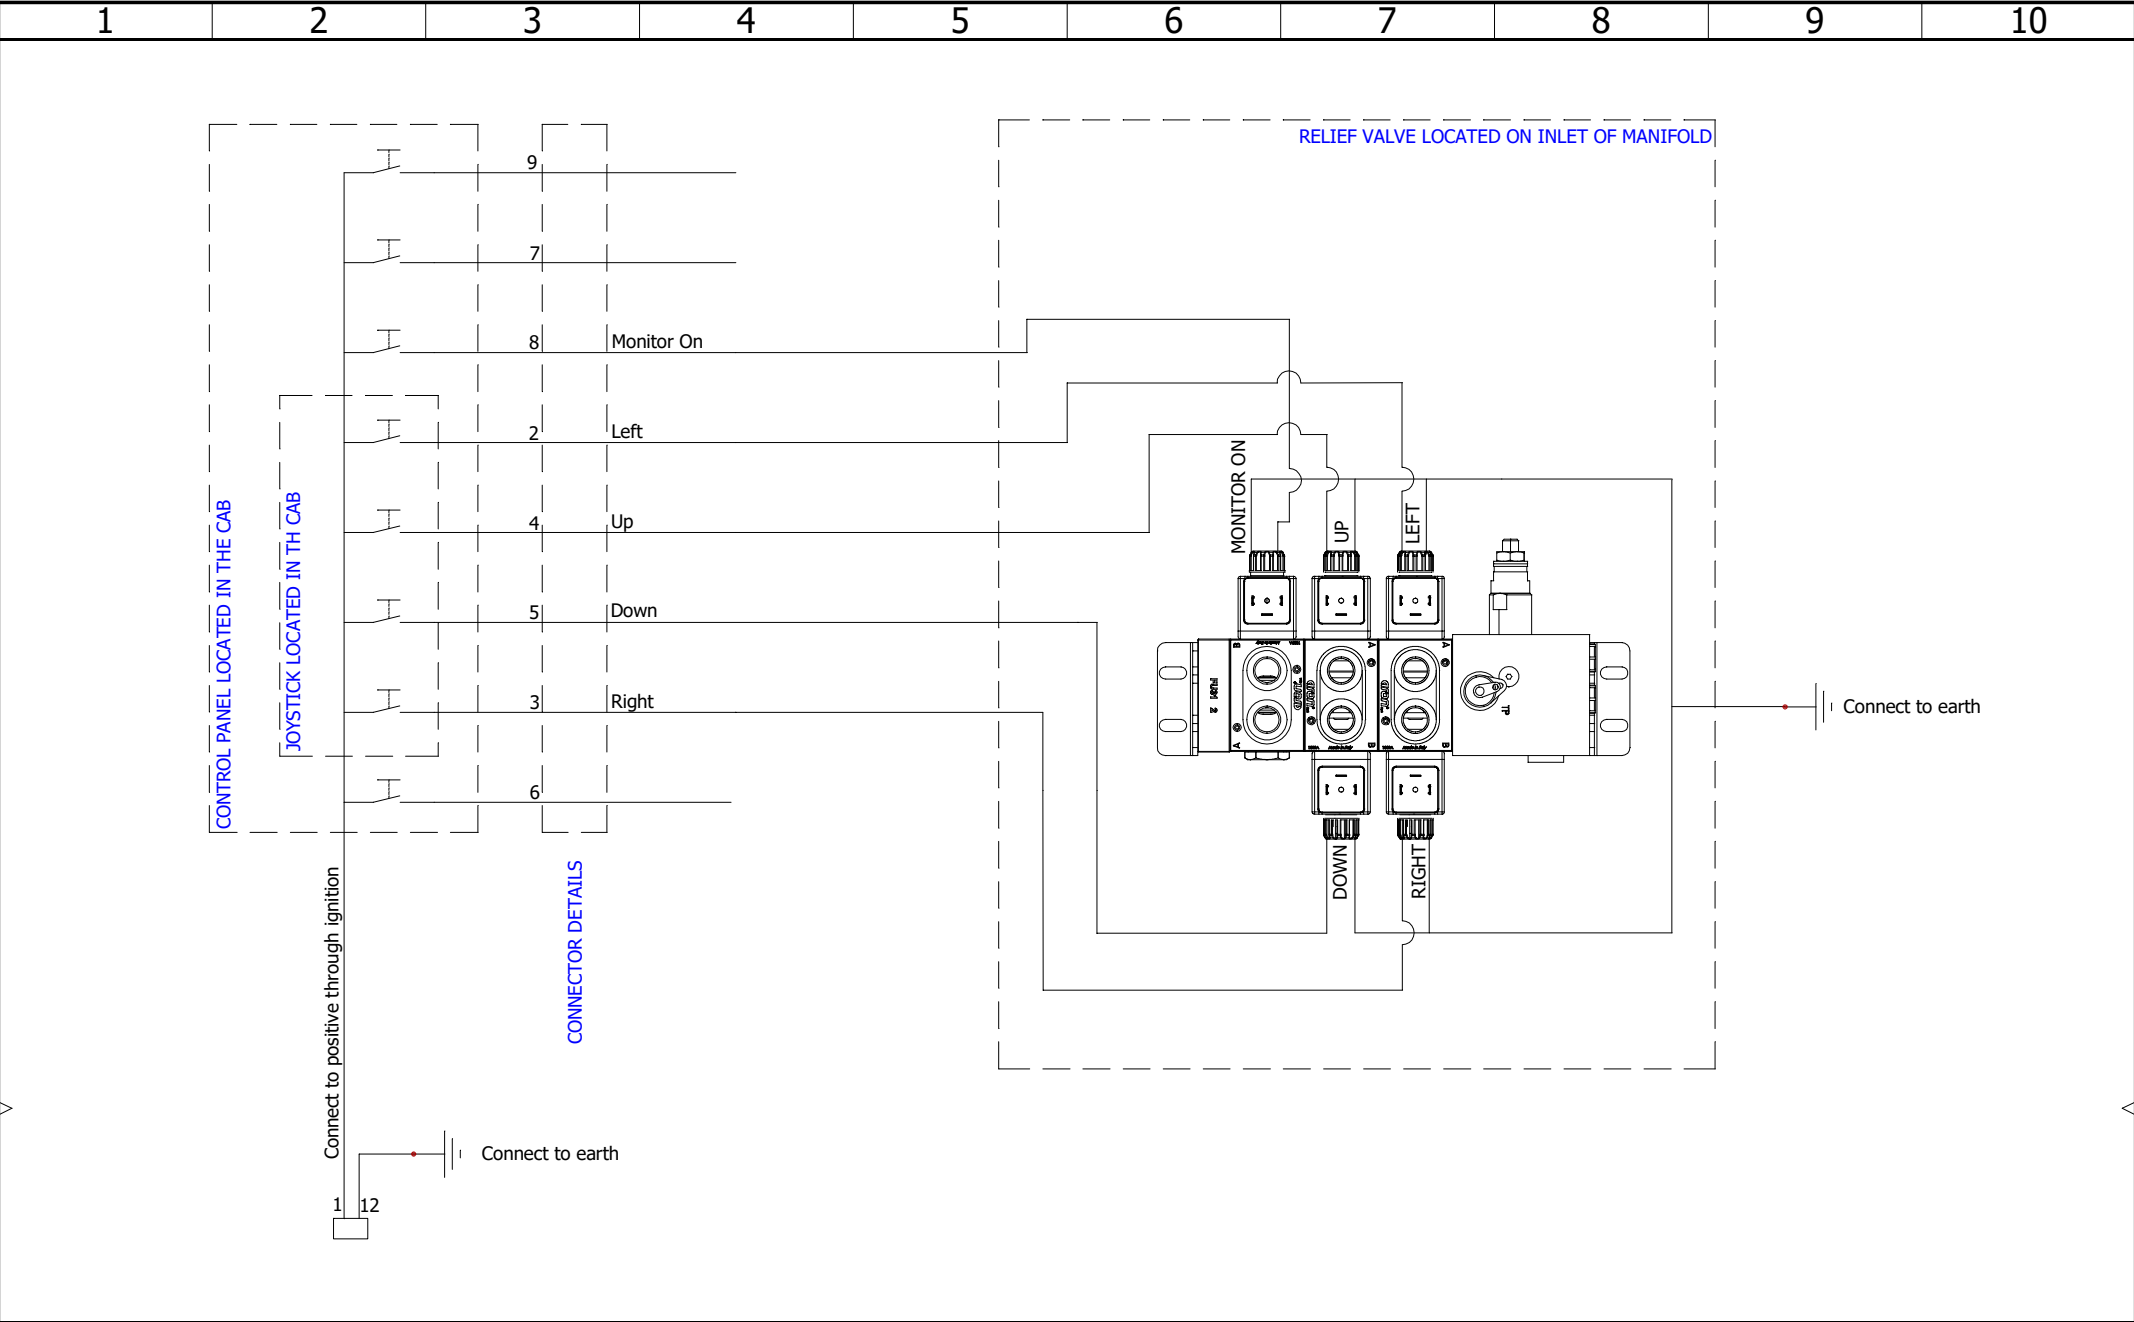 1 2 3 4 5 6 7 8 9 10
RELIEF VALVE LOCATED ON INLET OF MANIFOLD
9
7
8 Monitor On
2 Left
4 Up
5 Down
3 Right
6
CONTROL PANEL LOCATED IN THE CAB
JOYSTICK LOCATED IN TH CAB
CONNECTOR DETAILS
Connect to positive through ignition
MONITOR ON
UP
LEFT
B
A
A
A
B
B
TP
DOWN
RIGHT
Connect to earth
Connect to earth
1 12